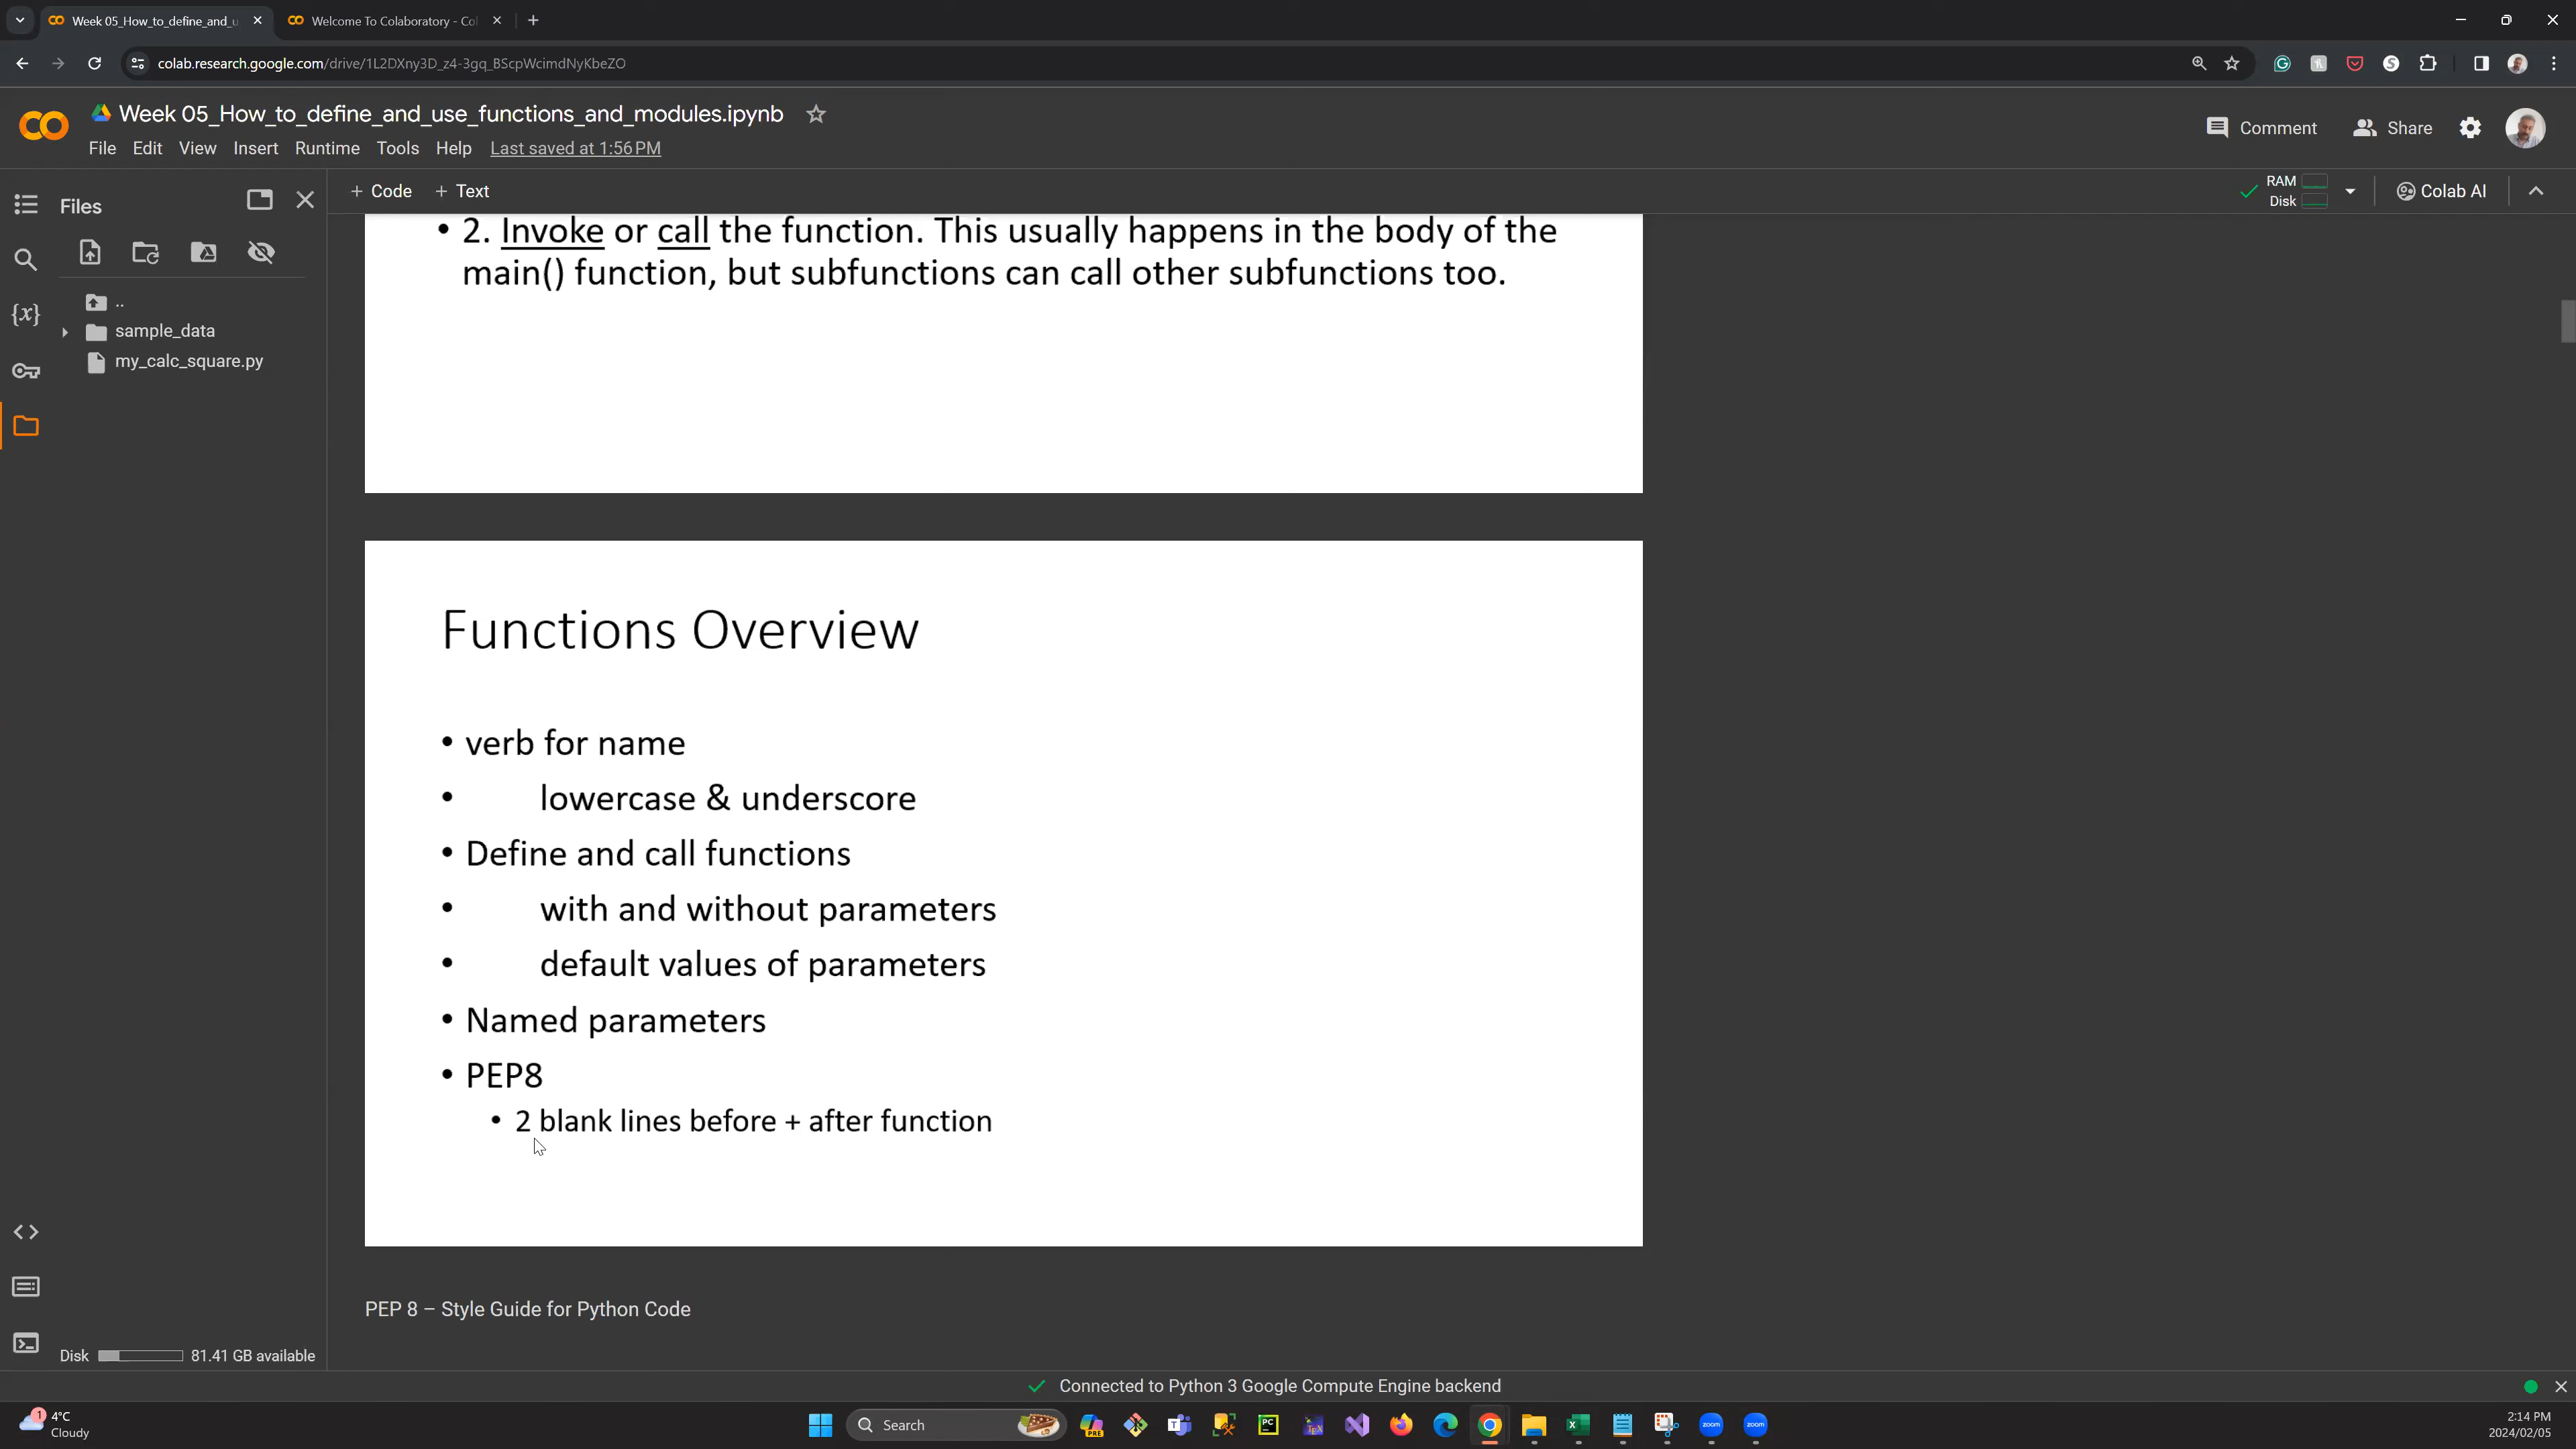 Week 05_How_to_define_and_u
Welcome To Colaboratory - Col
colab.research.google.com/drive/1L2DXny3D_z4-3gq_BScpWcimdNyKbeZO
Week 05_How_to_define_and_use_functions_and_modules.ipynb
Comment
Share
File Edit View Insert Runtime Tools Help Last saved at 1:56 PM
Files
+ Code + Text
RAM
Disk
Colab AI
{x}
..
sample_data
my_calc_square.py
• 2. Invoke or call the function. This usually happens in the body of the
main() function, but subfunctions can call other subfunctions too.
Functions Overview
• verb for name
• lowercase & underscore
• Define and call functions
• with and without parameters
• default values of parameters
• Named parameters
• PEP8
• 2 blank lines before + after function
PEP 8 – Style Guide for Python Code
Disk 81.41 GB available
Connected to Python 3 Google Compute Engine backend
1
4°C
Cloudy
Search
PRE
PC
zoom
zoom
2:14 PM
2024/02/05